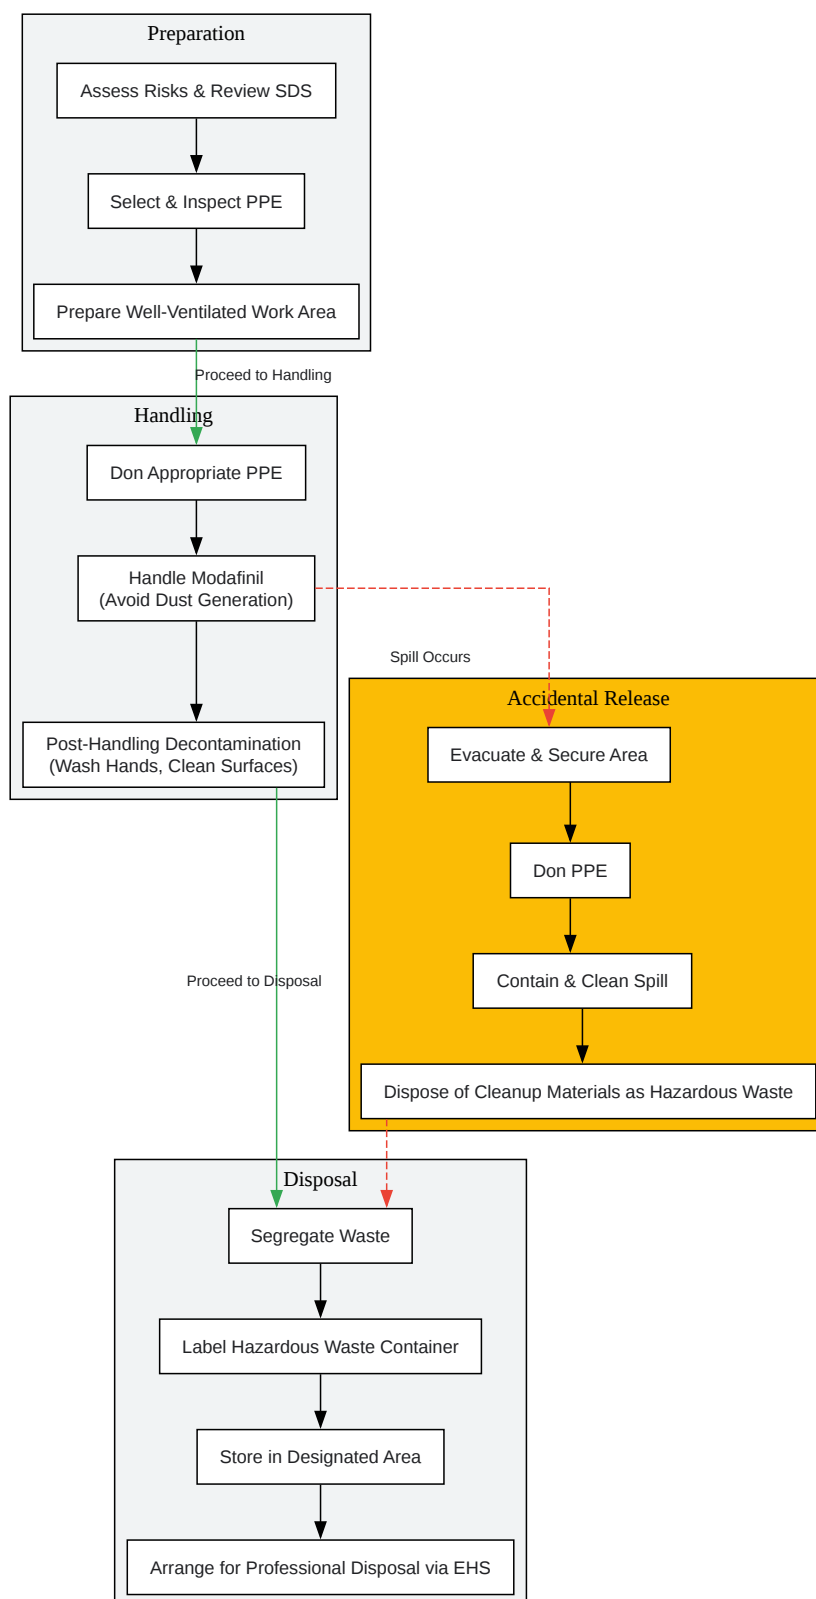 Preparation
Assess Risks & Review SDS
Select & Inspect PPE
Prepare Well-Ventilated Work Area
Proceed to Handling
Handling
Don Appropriate PPE
Handle Modafinil
(Avoid Dust Generation)
Spill Occurs
Post-Handling Decontamination
(Wash Hands, Clean Surfaces)
Accidental Release
Evacuate & Secure Area
Don PPE
Contain & Clean Spill
Dispose of Cleanup Materials as Hazardous Waste
Proceed to Disposal
Disposal
Segregate Waste
Label Hazardous Waste Container
Store in Designated Area
Arrange for Professional Disposal via EHS